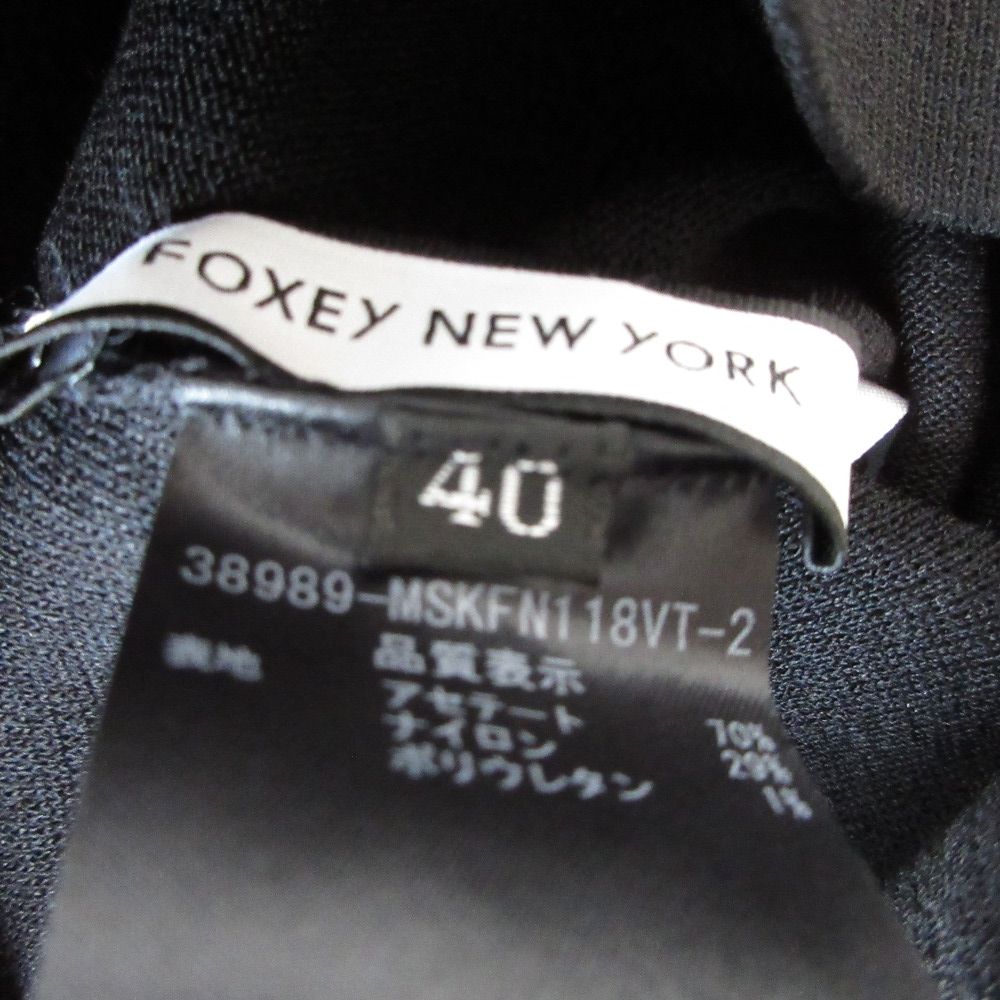 FOXEY NEW YORK
40
38989-MSKFN118VT-2
品質表示
表地 アセテート 70%
ナイロン 29%
ポリウレタン 1%